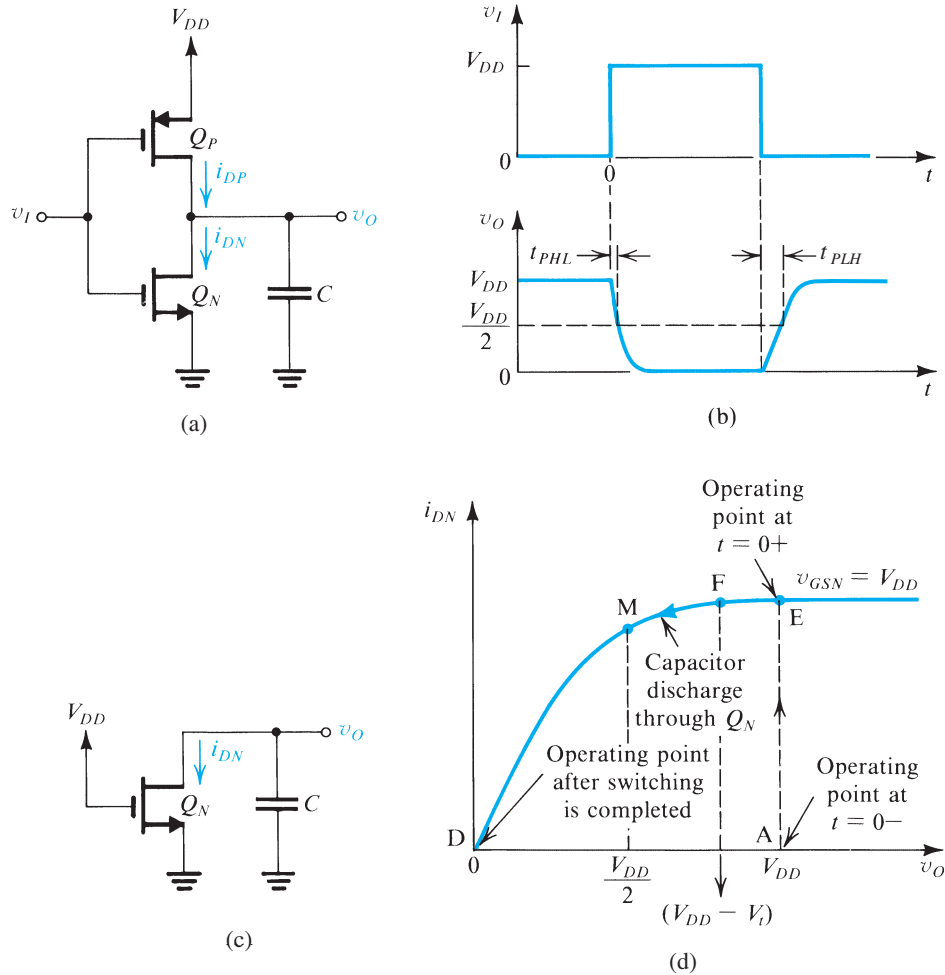 V_DD
Q_P
i_DP
v_I
v_O
i_DN
Q_N
C
(a)
v_I
V_DD
0
0
t
v_O
t_PHL
t_PLH
V_DD
V_DD
2
0
t
(b)
V_DD
v_O
i_DN
Q_N
C
(c)
i_DN
Operating
point at
t = 0+
v_GSN = V_DD
F
M
E
Capacitor
discharge
through Q_N
Operating point
after switching
is completed
Operating
point at
t = 0−
D
A
0
V_DD
2
V_DD
v_O
(V_DD − V_t)
(d)